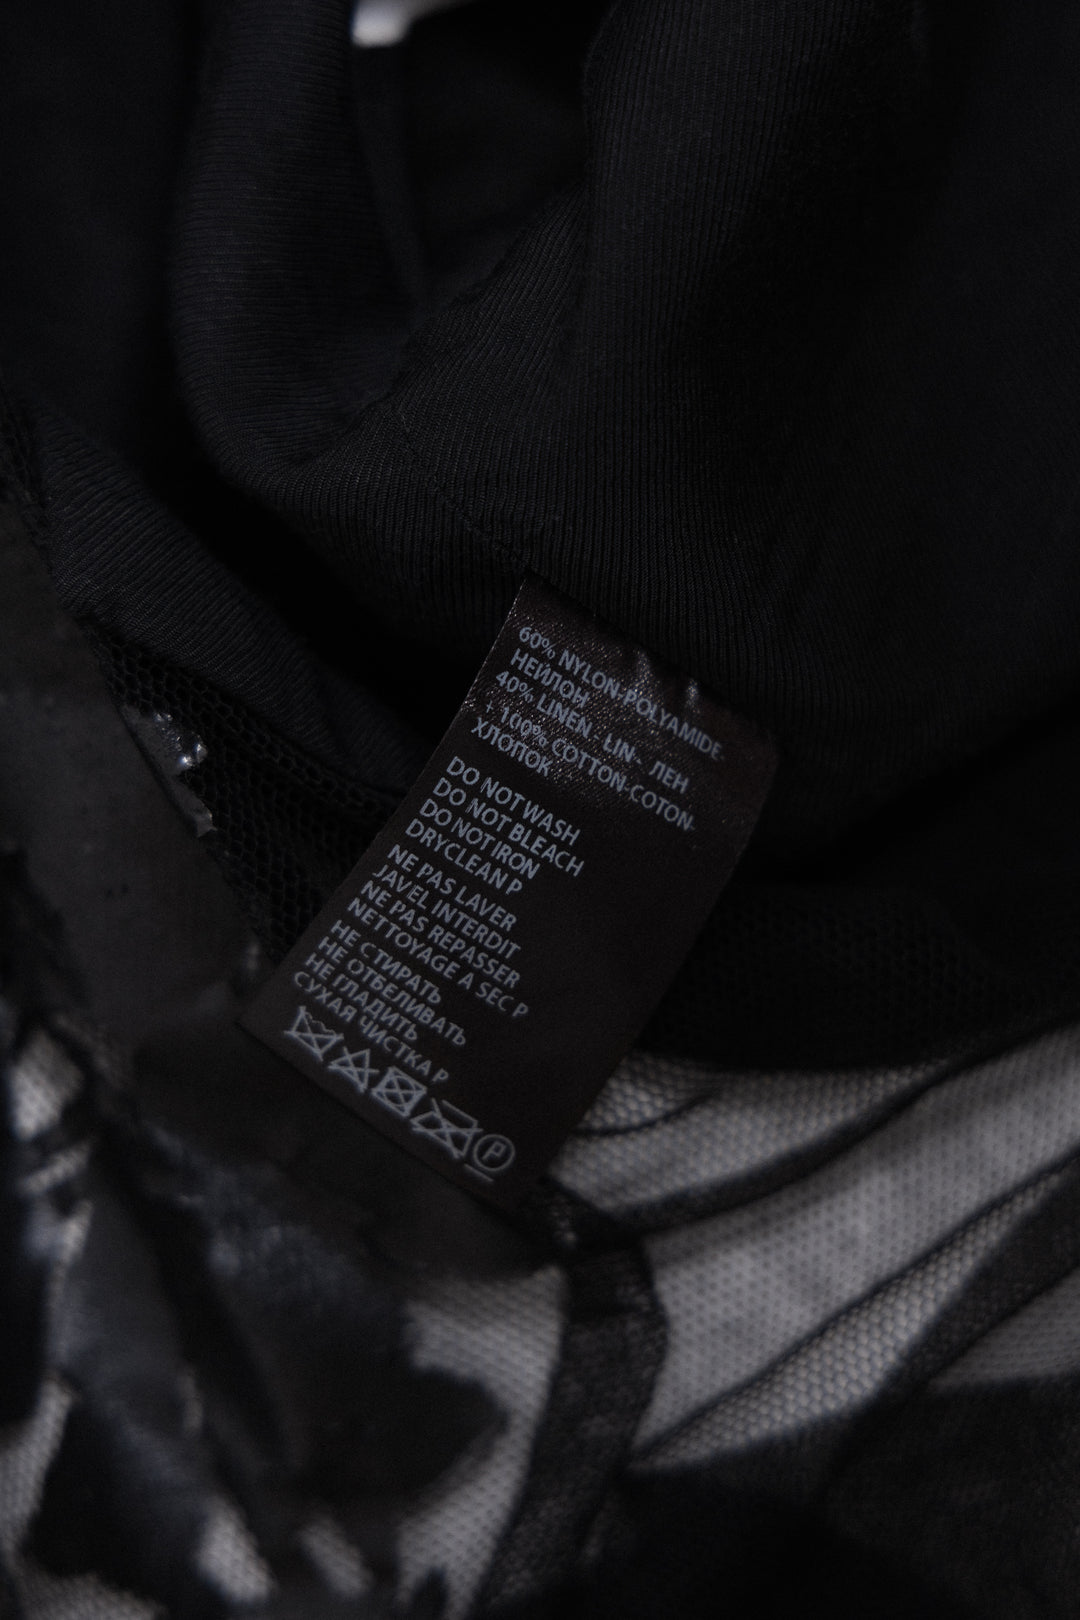 60% NYLON-POLYAMIDE-
НЕЙЛОН
40% LINEN - LIN- ЛЕН
+ 100% COTTON-COTON-
ХЛОПОК
DO NOT WASH
DO NOT BLEACH
DO NOT IRON
DRYCLEAN P
NE PAS LAVER
JAVEL INTERDIT
NE PAS REPASSER
NETTOYAGE A SEC P
НЕ СТИРАТЬ
НЕ ОТБЕЛИВАТЬ
НЕ ГЛАДИТЬ
СУХАЯ ЧИСТКА P
P